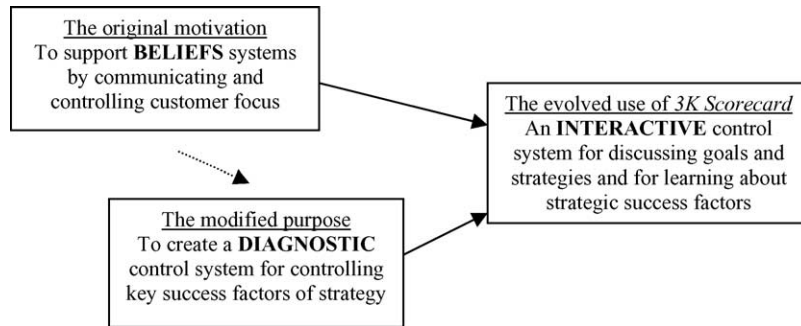 The original motivation
To support BELIEFS systems
by communicating and
controlling customer focus
The evolved use of 3K Scorecard
An INTERACTIVE control
system for discussing goals and
strategies and for learning about
strategic success factors
The modified purpose
To create a DIAGNOSTIC
control system for controlling
key success factors of strategy